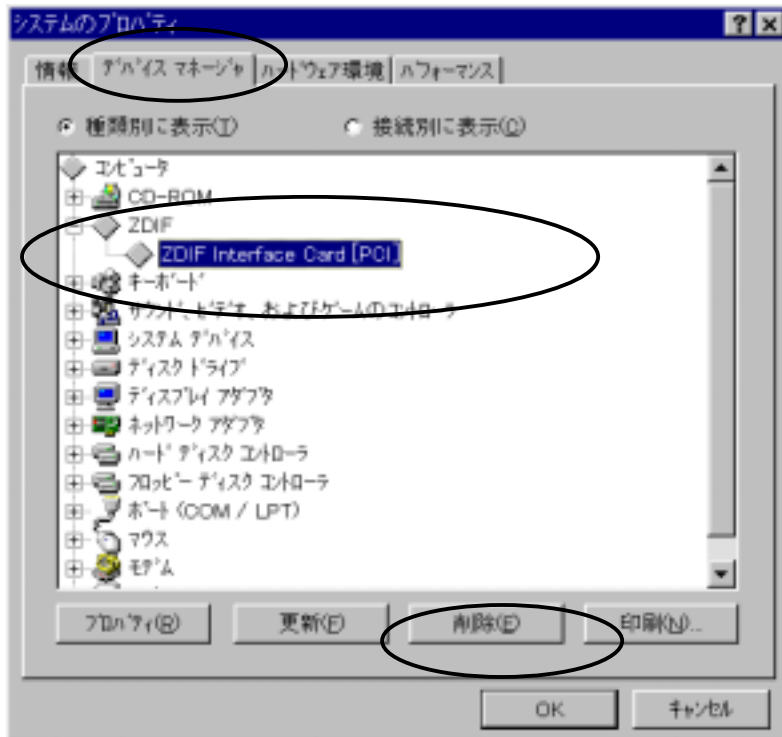 システムのプロパティ
情報 デバイス マネージャ ハードウェア環境 パフォーマンス
種類別に表示(T) 接続別に表示(C)
コンピュータ
CD-ROM
ZDIF
ZDIF Interface Card [PCI]
キーボード
サウンド、ビデオ、およびゲームのコントローラ
システム デバイス
ディスク ドライブ
ディスプレイ アダプタ
ネットワーク アダプタ
ハード ディスク コントローラ
フロッピー ディスク コントローラ
ポート (COM / LPT)
マウス
モデム
プロパティ(R) 更新(F) 削除(E) 印刷(N)...
OK キャンセル